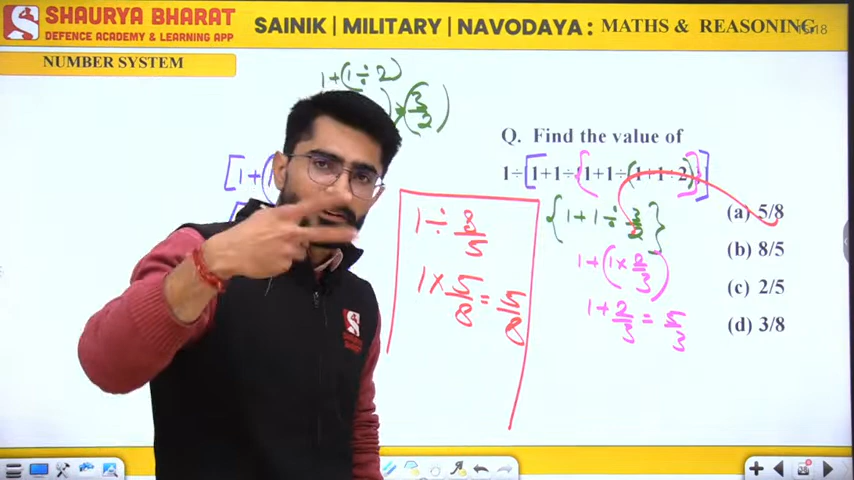 SHAURYA BHARAT
DEFENCE ACADEMY & LEARNING APP
SAINIK | MILITARY | NAVODAYA : MATHS & REASONING
NUMBER SYSTEM
1+(1÷2)
(3/2)
[1+(
Q. Find the value of
1÷[1+1÷{1+1÷(1+1÷2)}]
(a) 5/8
(b) 8/5
(c) 2/5
(d) 3/8
1÷8/5
1×5/8=5/8
{1+1÷3/2}
1+(1×2/3)
1+2/3=5/3